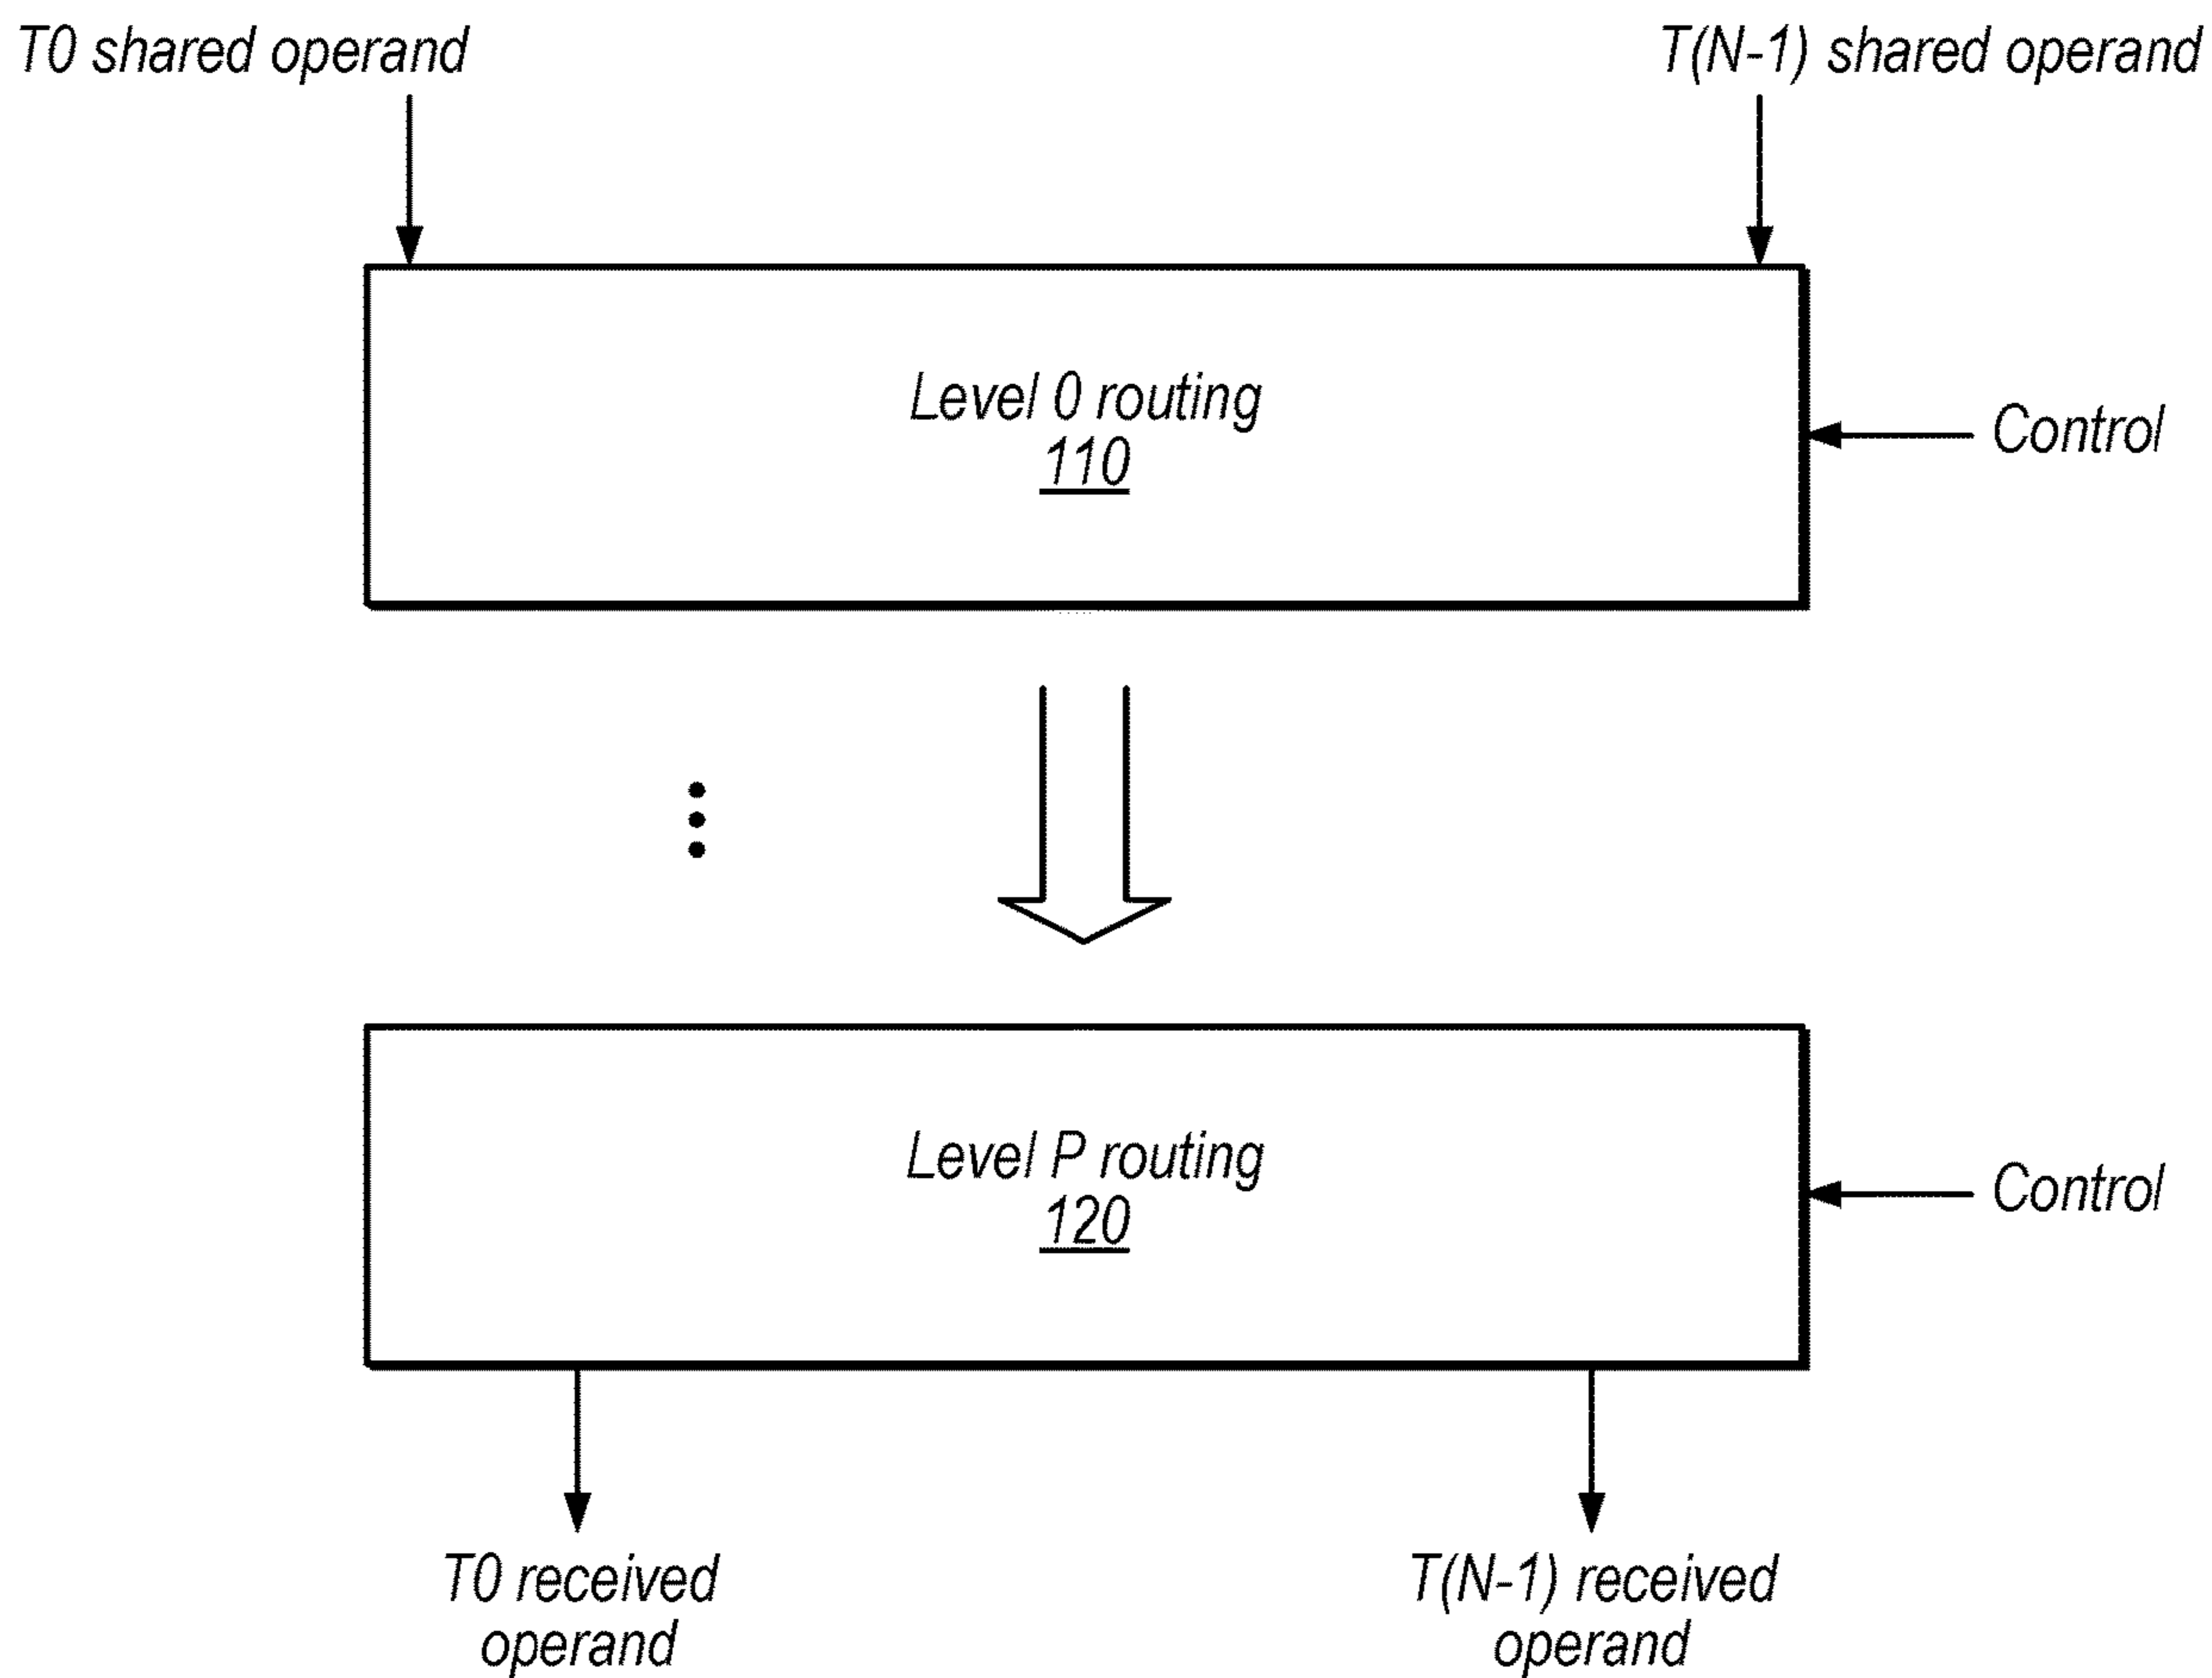 T0 shared operand
T(N-1) shared operand
Level 0 routing
110
Control
Level P routing
120
Control
T0 received
operand
T(N-1) received
operand